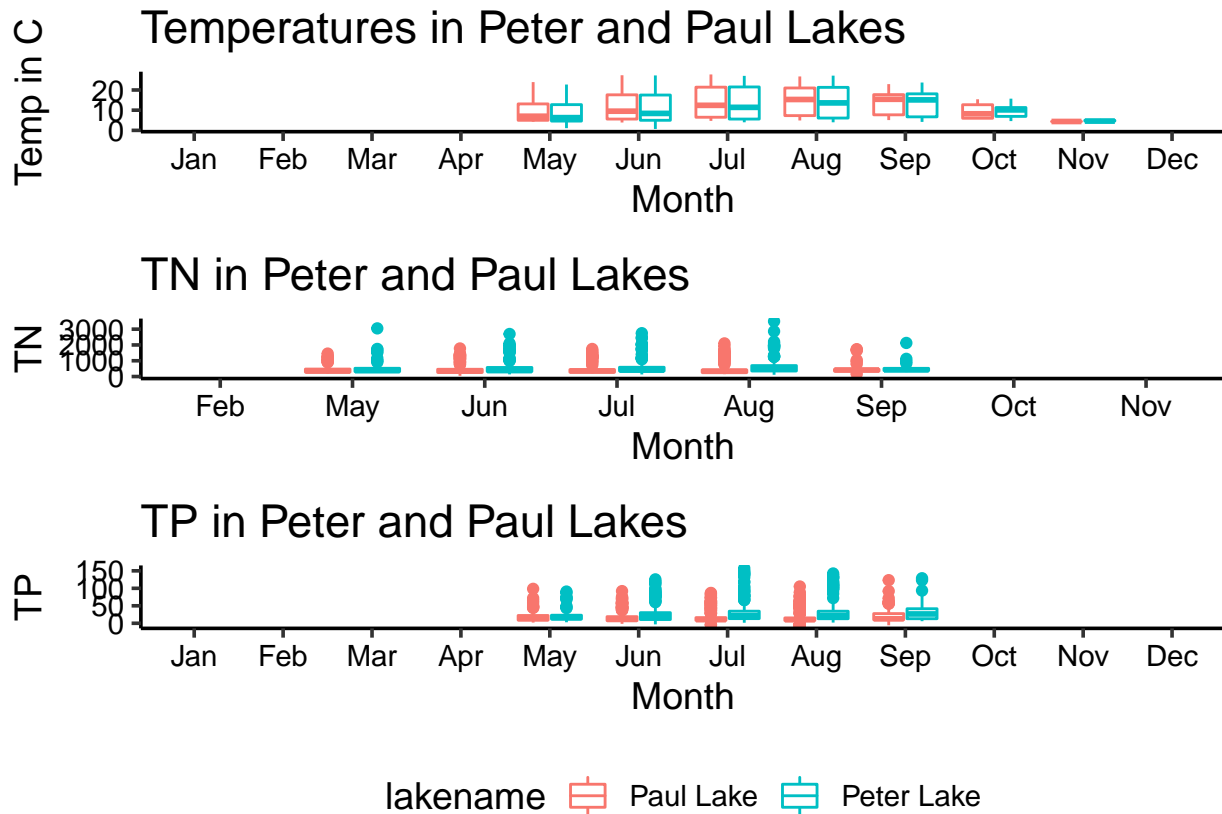 Temperatures in Peter and Paul Lakes
Temp in C
20
10
0
Jan Feb Mar Apr May Jun Jul Aug Sep Oct Nov Dec
Month
TN in Peter and Paul Lakes
TN
3000
2000
1000
0
Feb May Jun Jul Aug Sep Oct Nov
Month
TP in Peter and Paul Lakes
TP
150
100
50
0
Jan Feb Mar Apr May Jun Jul Aug Sep Oct Nov Dec
Month
lakename Paul Lake Peter Lake